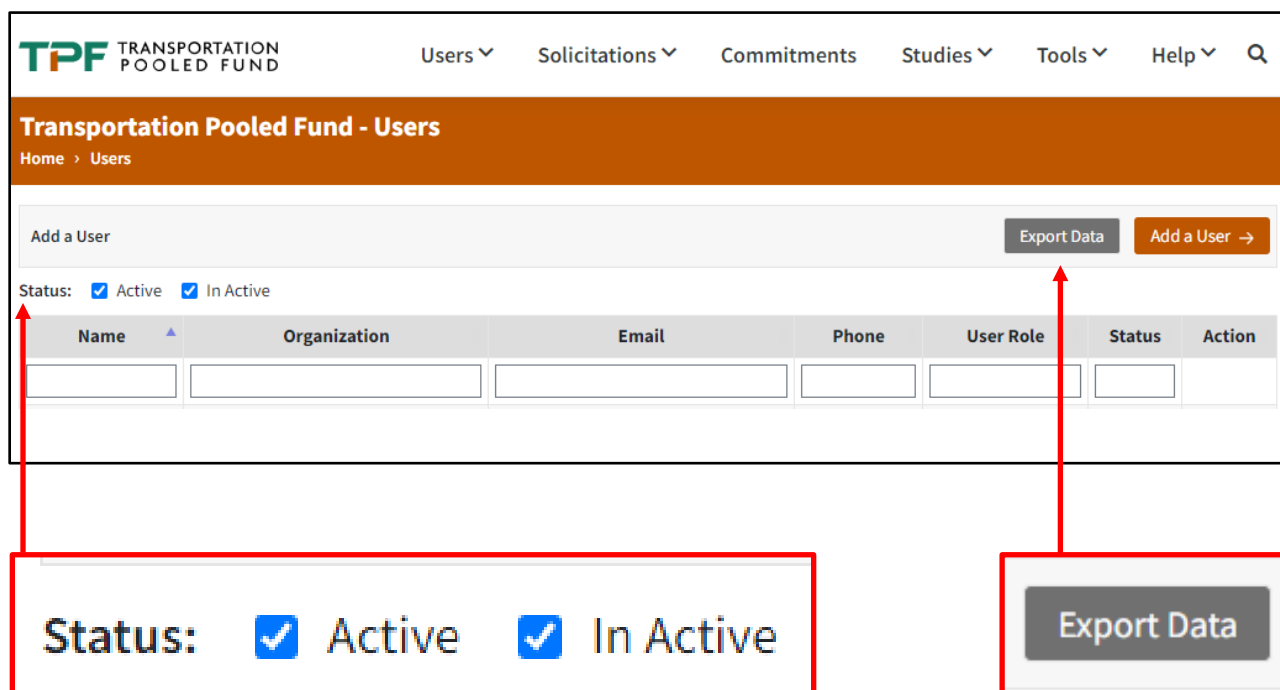 TPF TRANSPORTATION POOLED FUND
Users Solicitations Commitments Studies Tools Help
Transportation Pooled Fund - Users
Home › Users
Add a User Export Data Add a User →
Status: Active In Active
Name Organization Email Phone User Role Status Action
Status: Active In Active
Export Data